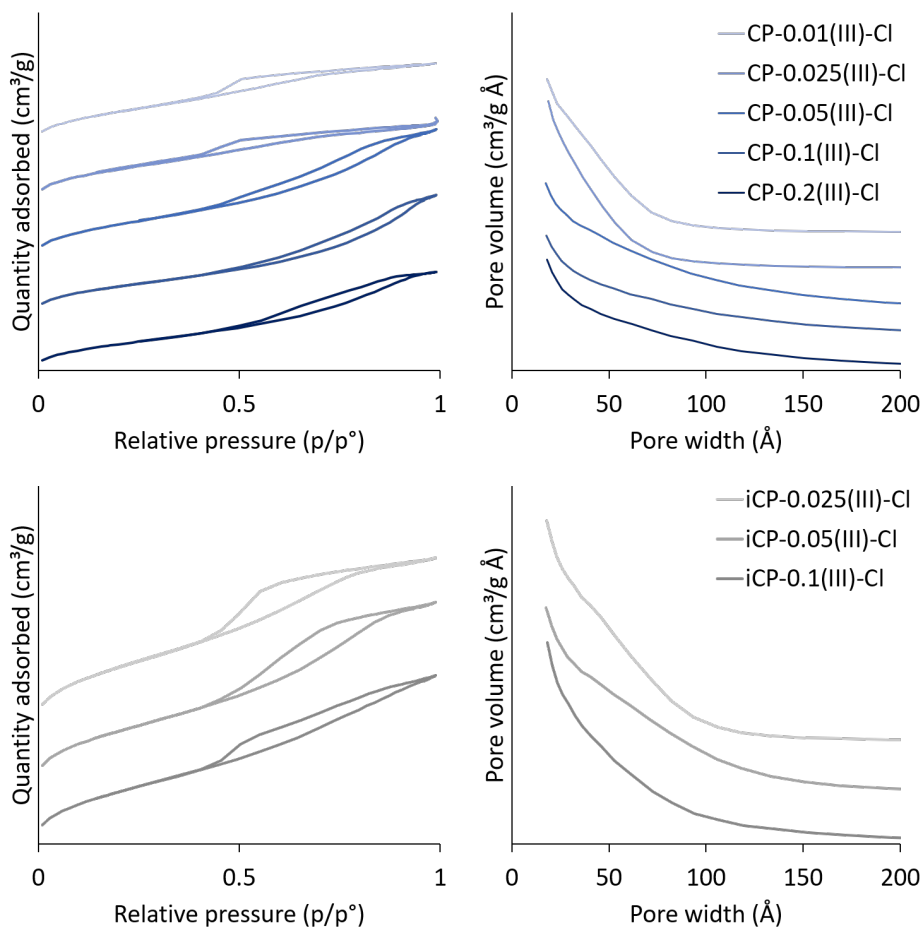 Quantity adsorbed (cm³/g)
0
0.5
1
Relative pressure (p/p°)
Pore volume (cm³/g Å)
CP-0.01(III)-Cl
CP-0.025(III)-Cl
CP-0.05(III)-Cl
CP-0.1(III)-Cl
CP-0.2(III)-Cl
0
50
100
150
200
Pore width (Å)
Quantity adsorbed (cm³/g)
0
0.5
1
Relative pressure (p/p°)
Pore volume (cm³/g Å)
iCP-0.025(III)-Cl
iCP-0.05(III)-Cl
iCP-0.1(III)-Cl
0
50
100
150
200
Pore width (Å)